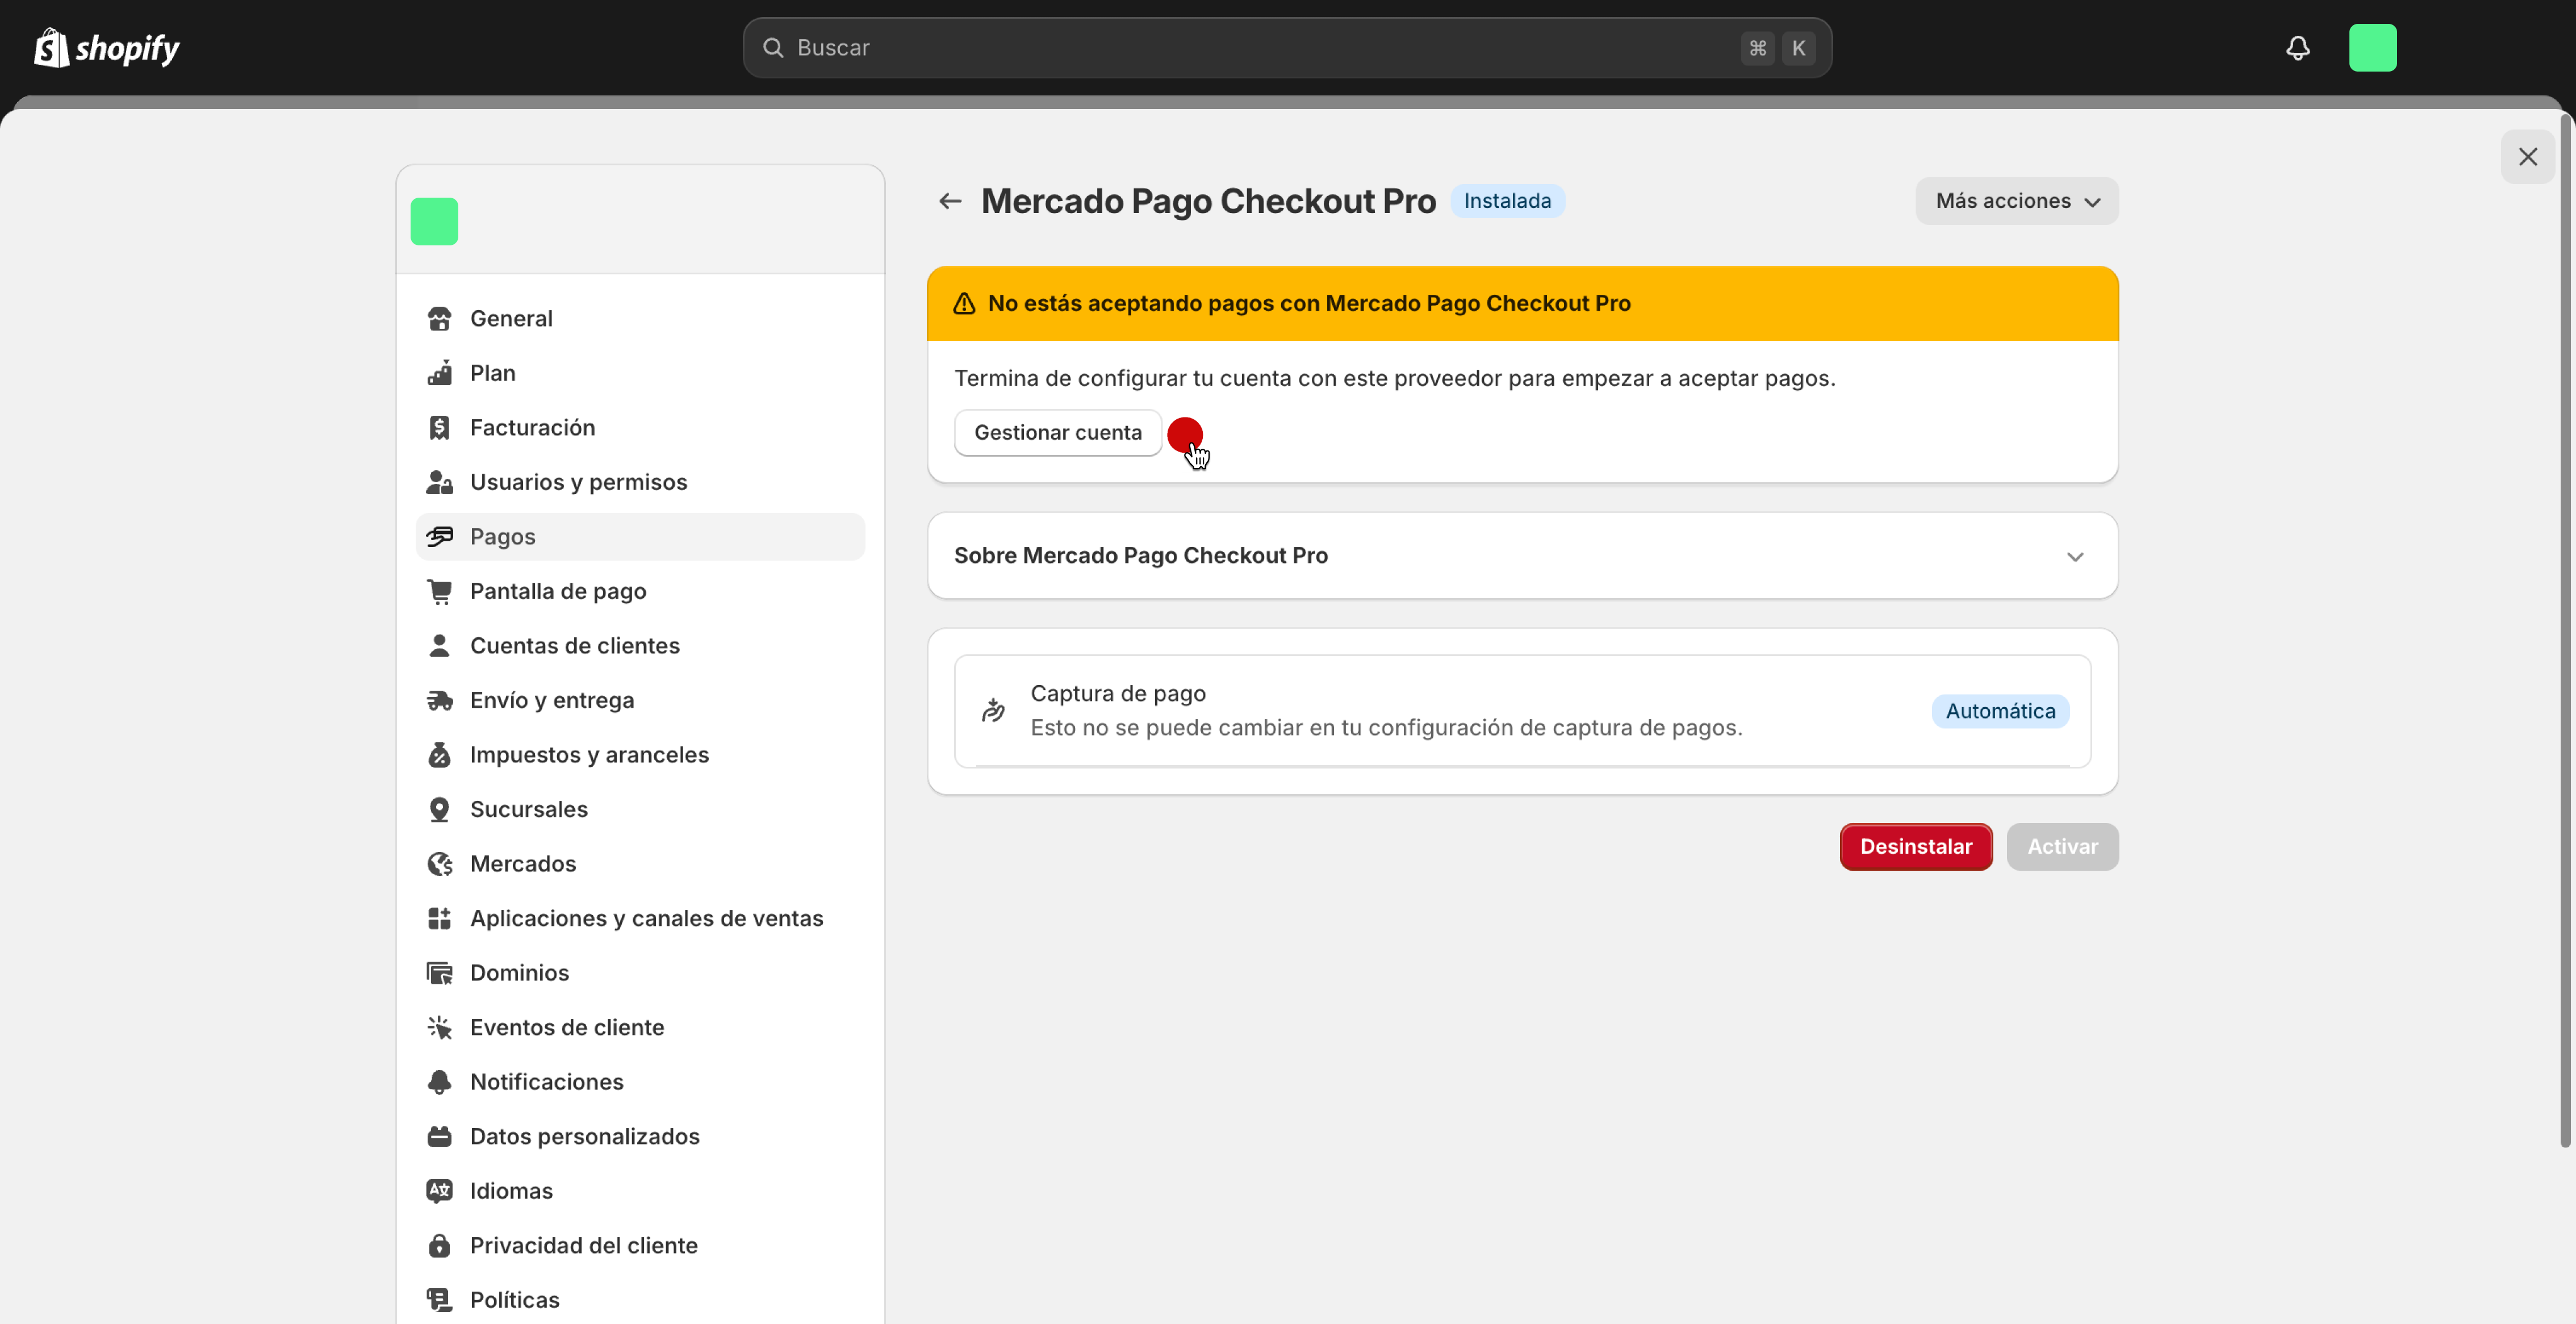 shopify
Buscar
⌘ K
Mercado Pago Checkout Pro
Instalada
Más acciones
No estás aceptando pagos con Mercado Pago Checkout Pro
Termina de configurar tu cuenta con este proveedor para empezar a aceptar pagos.
Gestionar cuenta
Sobre Mercado Pago Checkout Pro
Captura de pago
Esto no se puede cambiar en tu configuración de captura de pagos.
Automática
Desinstalar
Activar
General
Plan
Facturación
Usuarios y permisos
Pagos
Pantalla de pago
Cuentas de clientes
Envío y entrega
Impuestos y aranceles
Sucursales
Mercados
Aplicaciones y canales de ventas
Dominios
Eventos de cliente
Notificaciones
Datos personalizados
Idiomas
Privacidad del cliente
Políticas